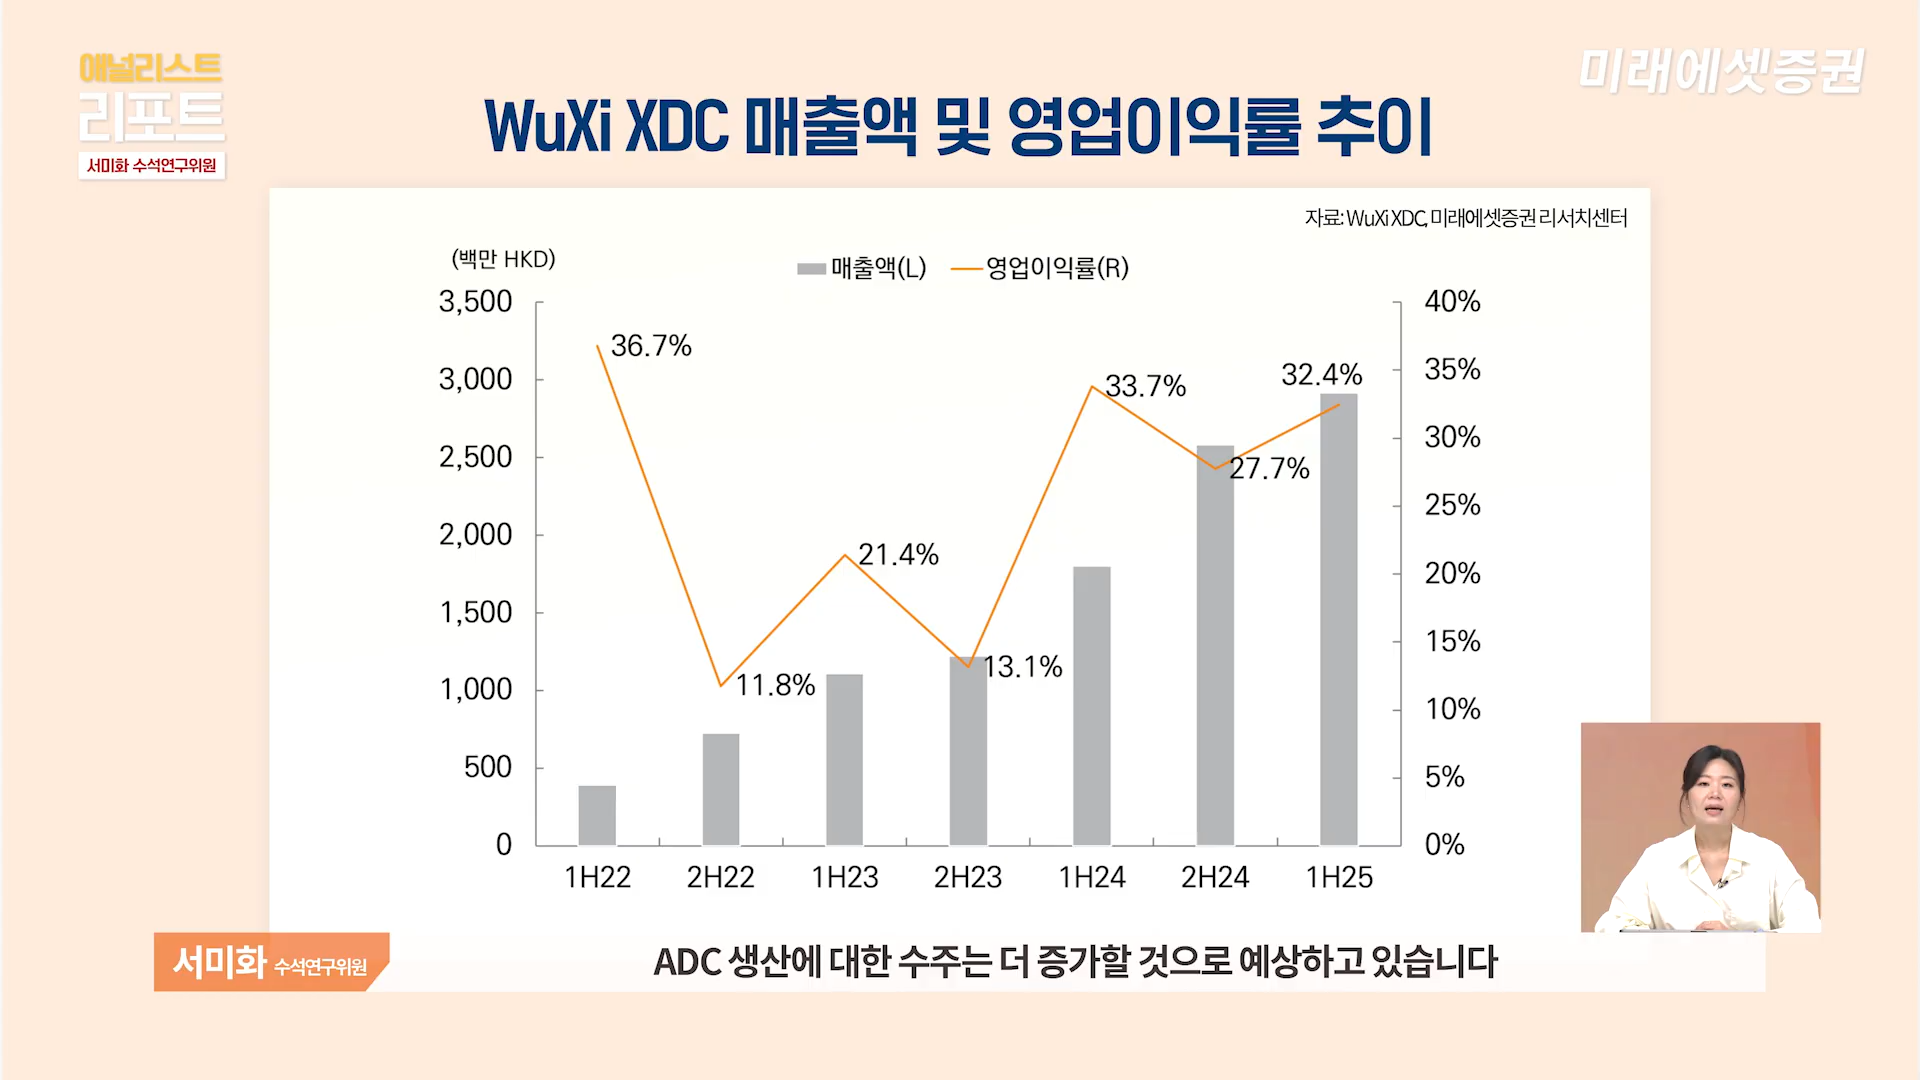 애널리스트
리포트
서미화 수석연구위원
미래에셋증권
WuXi XDC 매출액 및 영업이익률 추이
자료: WuXi XDC, 미래에셋증권 리서치센터
(백만 HKD)
매출액(L) 영업이익률(R)
3,500
3,000
2,500
2,000
1,500
1,000
500
0
40%
35%
30%
25%
20%
15%
10%
5%
0%
36.7%
11.8%
21.4%
13.1%
33.7%
27.7%
32.4%
1H22 2H22 1H23 2H23 1H24 2H24 1H25
서미화 수석연구위원
ADC 생산에 대한 수주는 더 증가할 것으로 예상하고 있습니다